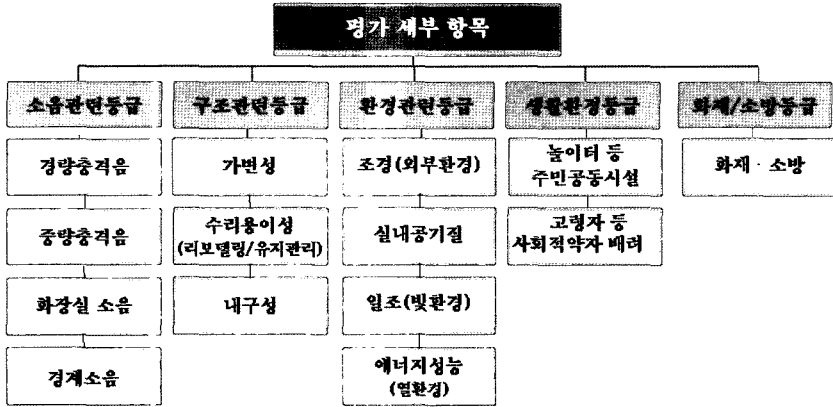 평가 세부 항목
소음관련등급
경량충격음
중량충격음
화장실 소음
경계소음
구조관련등급
가변성
수리용이성
(리모델링/유지관리)
내구성
환경관련등급
조경(외부환경)
실내공기질
일조(빛환경)
에너지성능
(열환경)
생활환경등급
놀이터 등
주민공동시설
고령자 등
사회적약자 배려
화재/소방등급
화재 · 소방